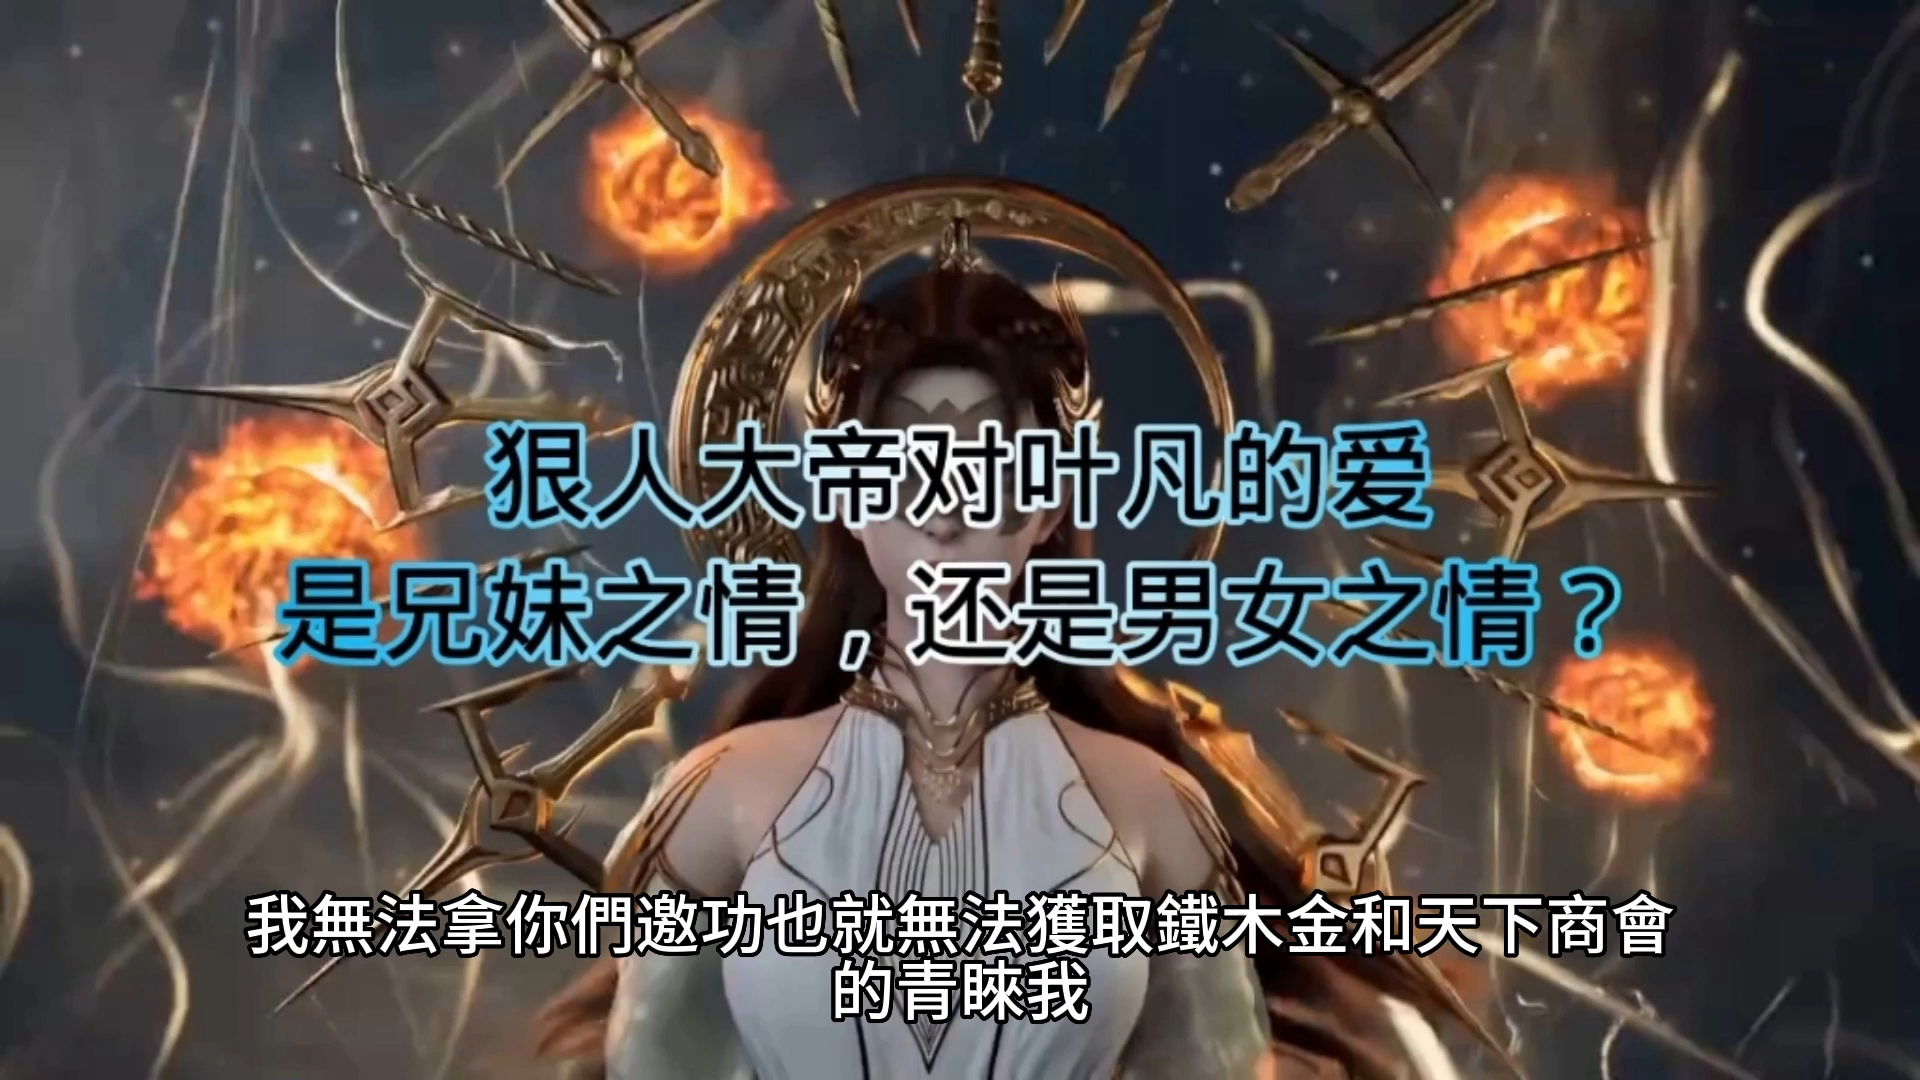 狠人大帝对叶凡的爱
是兄妹之情，还是男女之情？
我無法拿你們邀功也就無法獲取鐵木金和天下商會
的青睞我